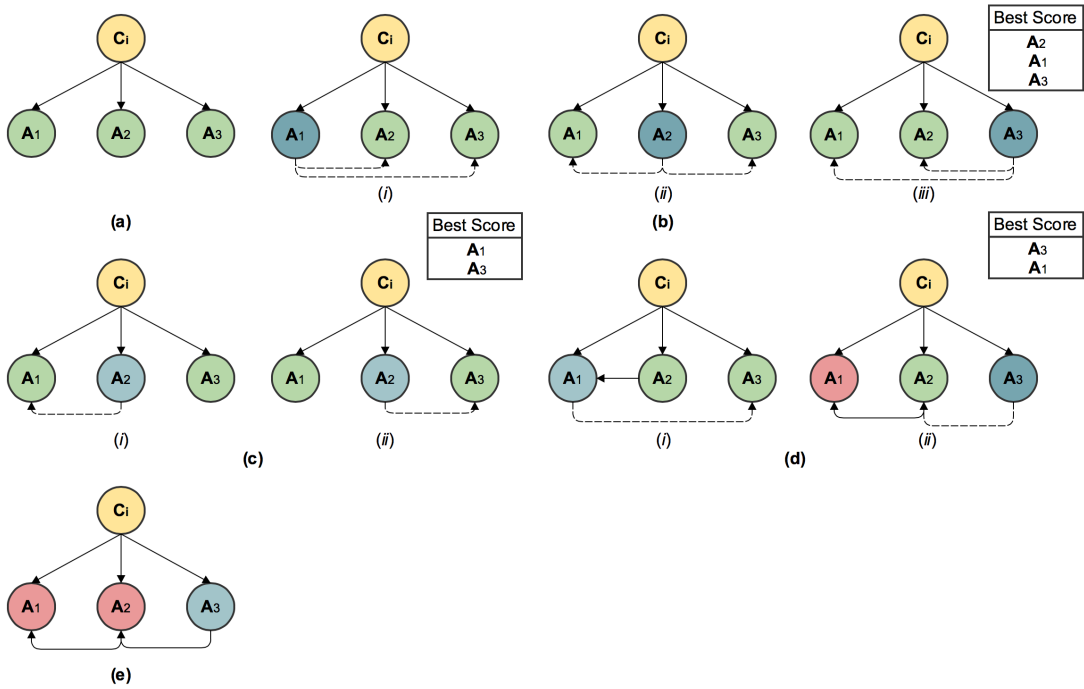 Ci
Ci
Ci
Ci
Best Score
A2
A1
A3
A1 A2 A3
A1 A2 A3
A1 A2 A3
A1 A2 A3
(i)
(ii)
(iii)
(a)
(b)
Best Score
A1
A3
Best Score
A3
A1
Ci
Ci
Ci
Ci
A1 A2 A3
A1 A2 A3
A1 A2 A3
A1 A2 A3
(i)
(ii)
(i)
(ii)
(c)
(d)
Ci
A1 A2 A3
(e)